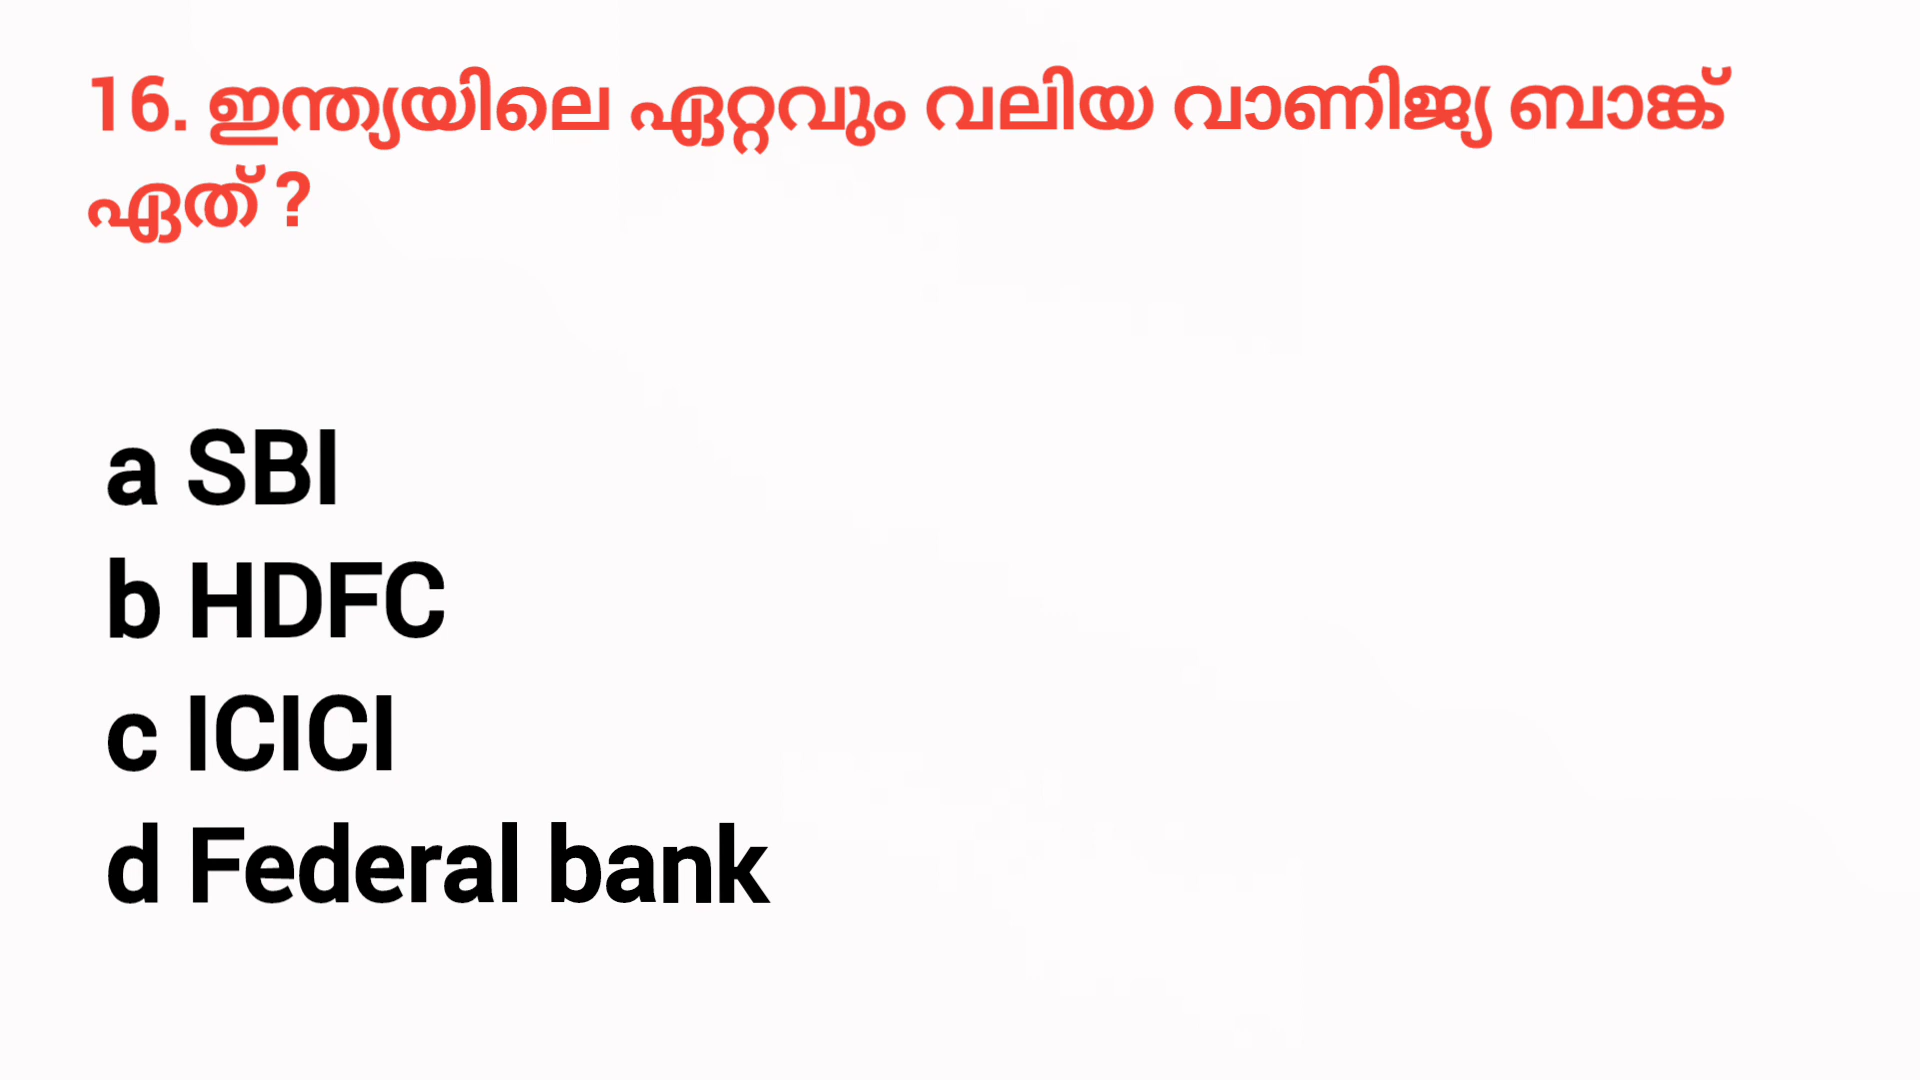 16. ഇന്ത്യയിലെ ഏറ്റവും വലിയ വാണിജ്യ ബാങ്ക്
ഏത് ?
a SBI
b HDFC
c ICICI
d Federal bank